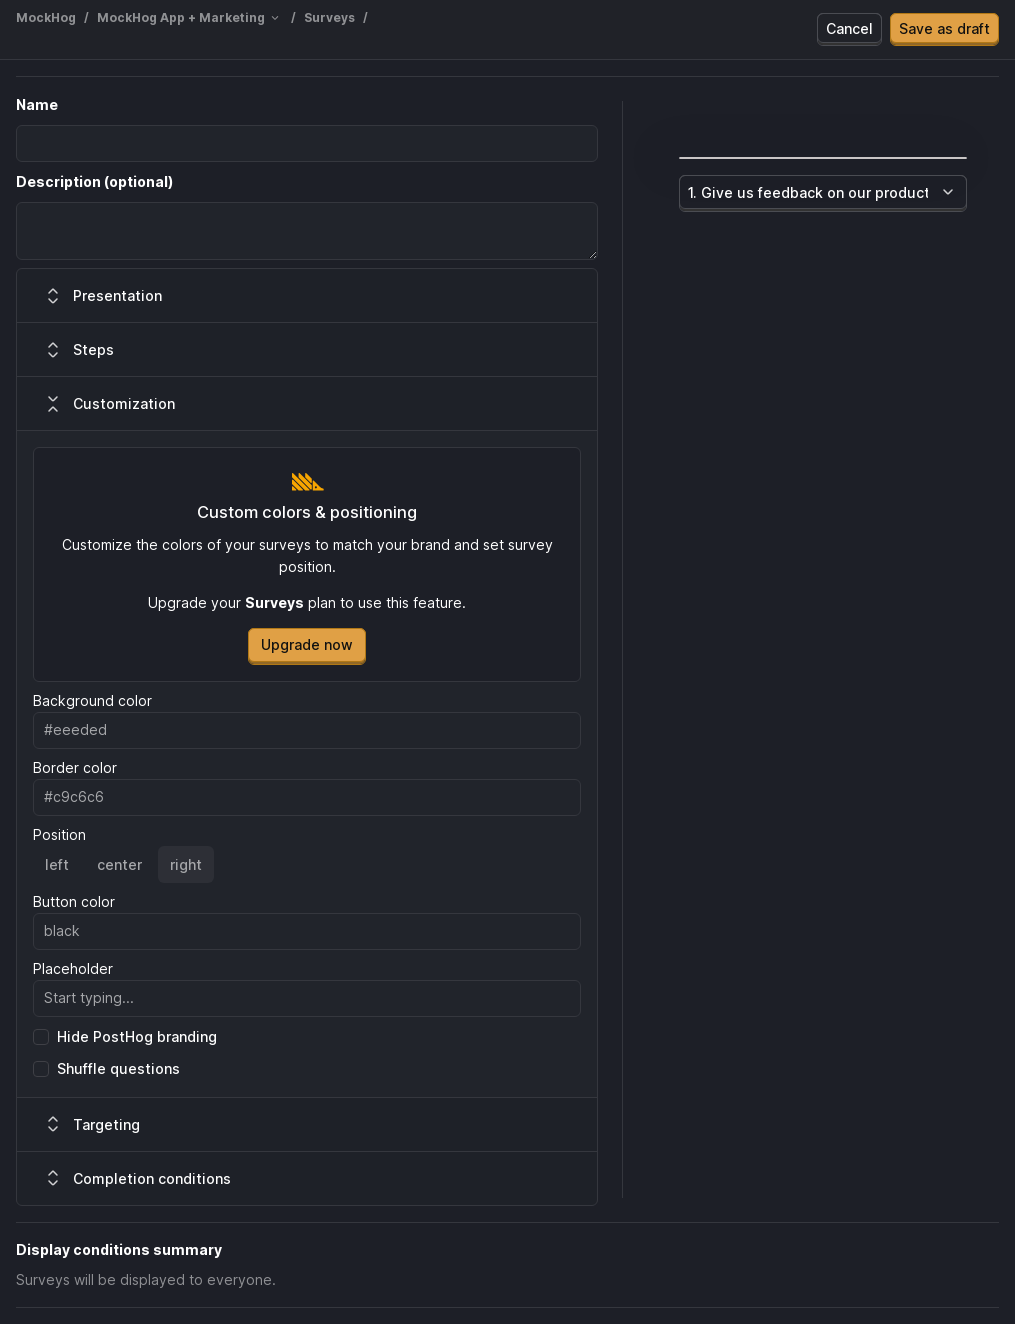 MockHog / MockHog App + Marketing / Surveys /
Cancel
Save as draft
Name
Description (optional)
Presentation
Steps
Customization
Custom colors & positioning
Customize the colors of your surveys to match your brand and set survey
position.
Upgrade your Surveys plan to use this feature.
Upgrade now
Background color
#eeeded
Border color
#c9c6c6
Position
left center right
Button color
black
Placeholder
Start typing...
Hide PostHog branding
Shuffle questions
Targeting
Completion conditions
1. Give us feedback on our product
Display conditions summary
Surveys will be displayed to everyone.